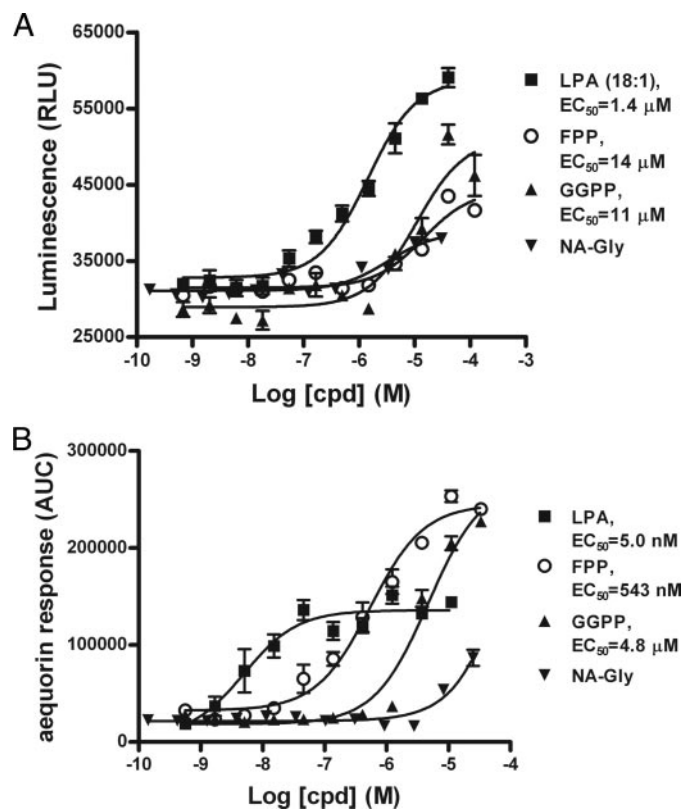 A
65000
55000
45000
35000
25000
Luminescence (RLU)
-10 -9 -8 -7 -6 -5 -4 -3
Log [cpd] (M)
LPA (18:1),
EC50=1.4 μM
FPP,
EC50=14 μM
GGPP,
EC50=11 μM
NA-Gly
B
300000
200000
100000
0
aequorin response (AUC)
-10 -9 -8 -7 -6 -5 -4
Log [cpd] (M)
LPA,
EC50=5.0 nM
FPP,
EC50=543 nM
GGPP,
EC50=4.8 μM
NA-Gly